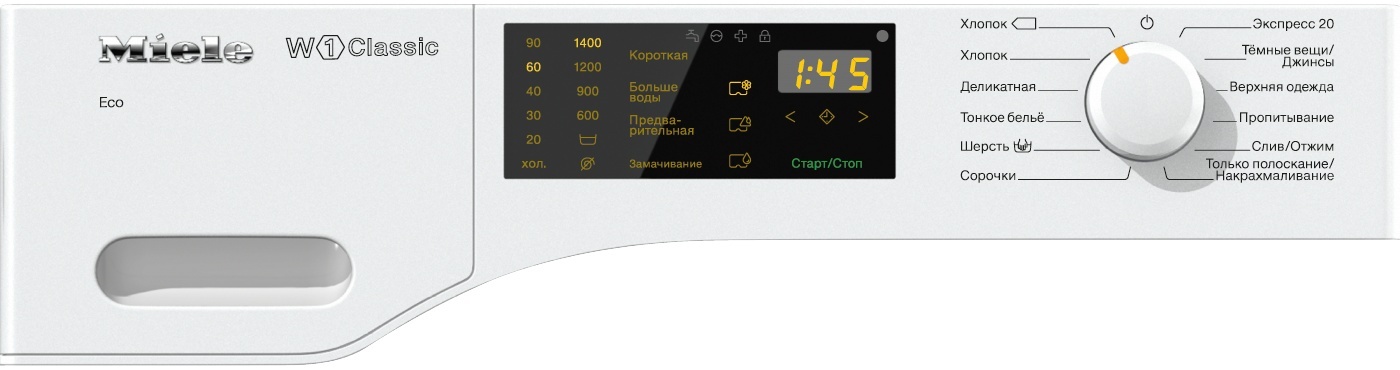 Miele
W1Classic
Eco
90
60
40
30
20
хол.
1400
1200
900
600
Короткая
Больше
воды
Предва-
рительная
Замачивание
1:45
< >
Старт/Стоп
Хлопок
Хлопок
Деликатная
Тонкое бельё
Шерсть
Сорочки
Экспресс 20
Тёмные вещи/
Джинсы
Верхняя одежда
Пропитывание
Слив/Отжим
Только полоскание/
Накрахмаливание